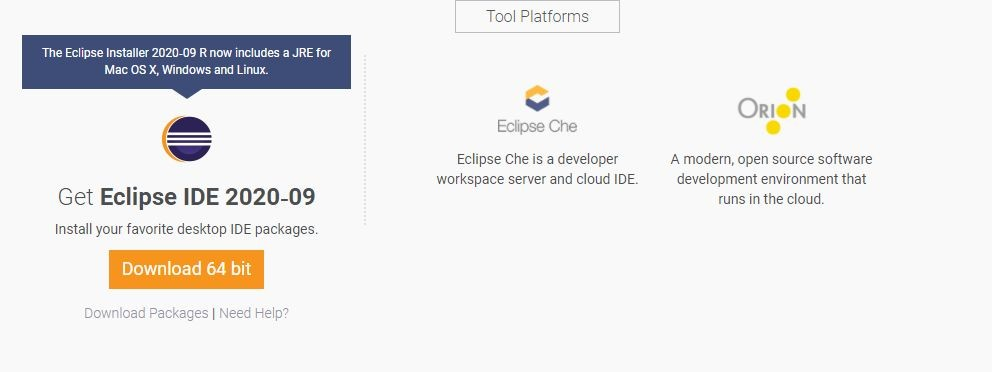 Tool Platforms
The Eclipse Installer 2020-09 R now includes a JRE for
Mac OS X, Windows and Linux.
Get Eclipse IDE 2020-09
Install your favorite desktop IDE packages.
Download 64 bit
Download Packages | Need Help?
Eclipse Che
Eclipse Che is a developer
workspace server and cloud IDE.
ORION
A modern, open source software
development environment that
runs in the cloud.